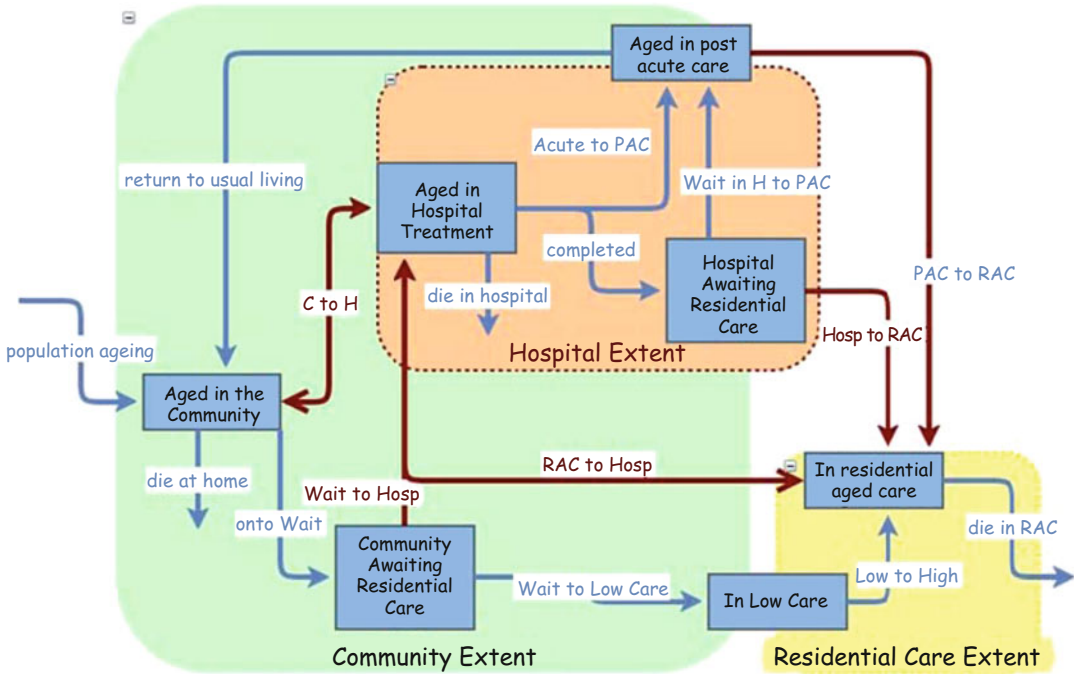 Aged in post
acute care
Acute to PAC
return to usual living
Aged in
Hospital
Treatment
Wait in H to PAC
completed
Hospital
Awaiting
Residential
Care
PAC to RAC
die in hospital
C to H
Hosp to RAC
population ageing
Hospital Extent
Aged in the
Community
RAC to Hosp
In residential
aged care
die at home
Wait to Hosp
onto Wait
die in RAC
Community
Awaiting
Residential
Care
Wait to Low Care
Low to High
In Low Care
Community Extent
Residential Care Extent